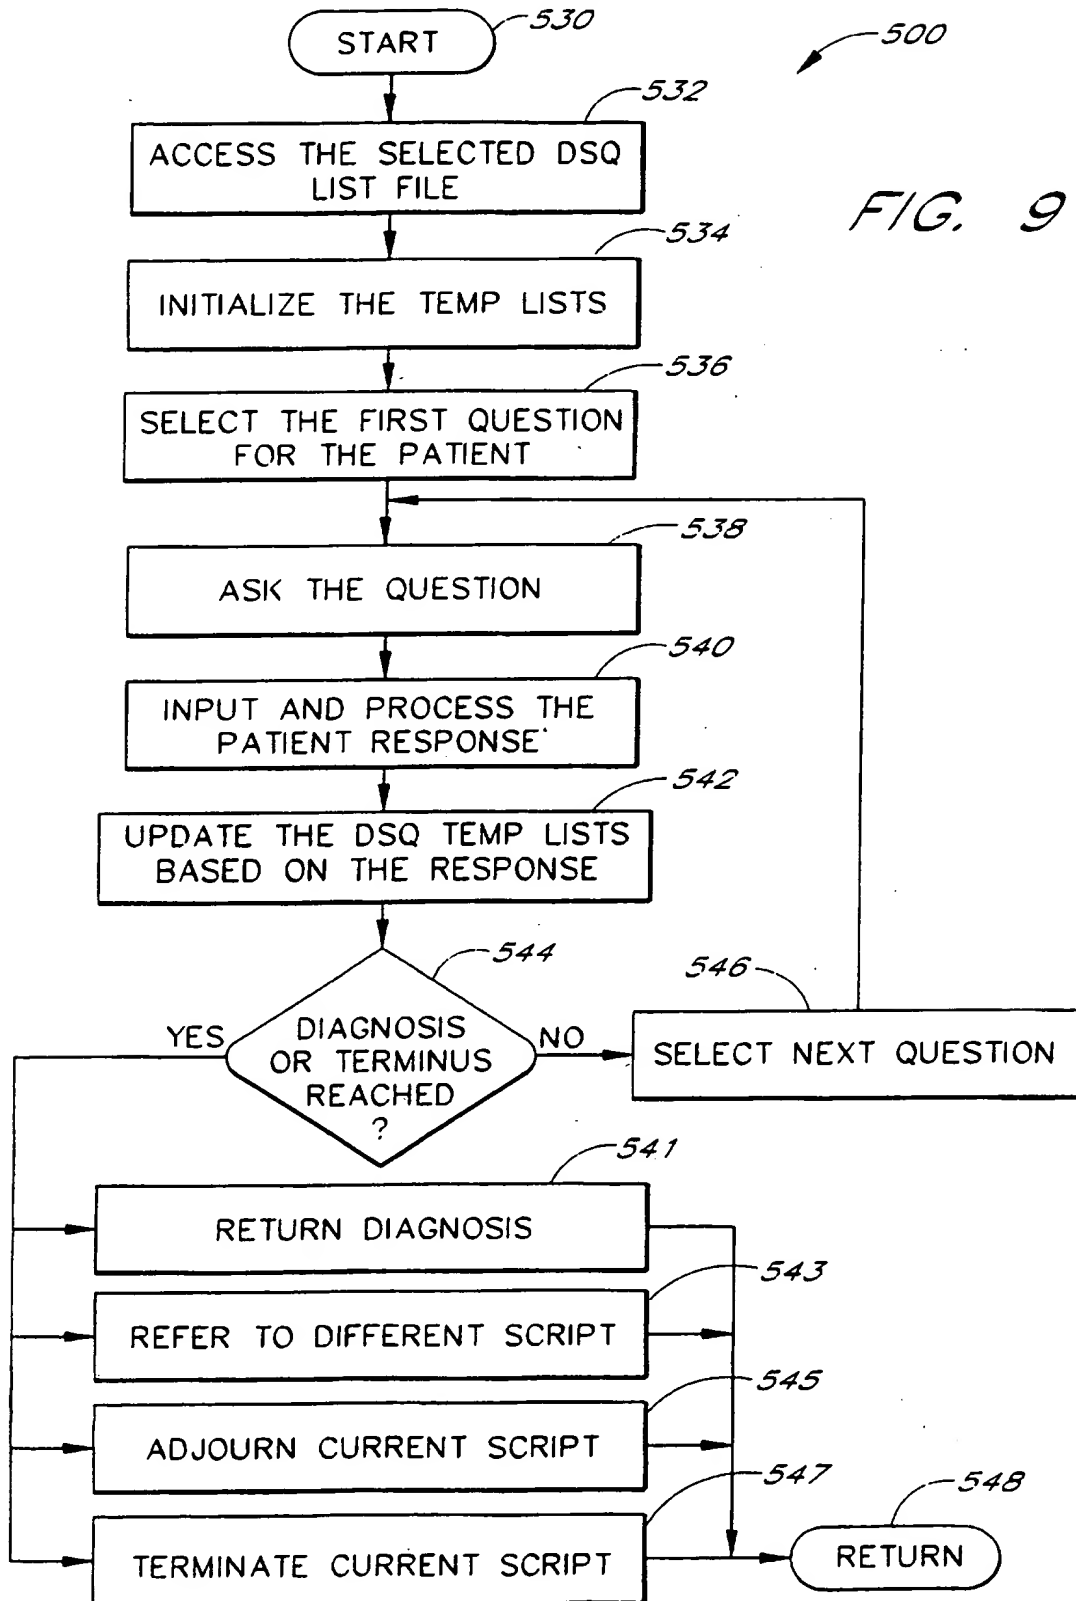 START
530
500
532
ACCESS THE SELECTED DSQ
LIST FILE
FIG. 9
534
INITIALIZE THE TEMP LISTS
536
SELECT THE FIRST QUESTION
FOR THE PATIENT
538
ASK THE QUESTION
540
INPUT AND PROCESS THE
PATIENT RESPONSE
542
UPDATE THE DSQ TEMP LISTS
BASED ON THE RESPONSE
544
546
YES
DIAGNOSIS
OR TERMINUS
REACHED
?
NO
SELECT NEXT QUESTION
541
RETURN DIAGNOSIS
543
REFER TO DIFFERENT SCRIPT
545
ADJOURN CURRENT SCRIPT
547
TERMINATE CURRENT SCRIPT
548
RETURN